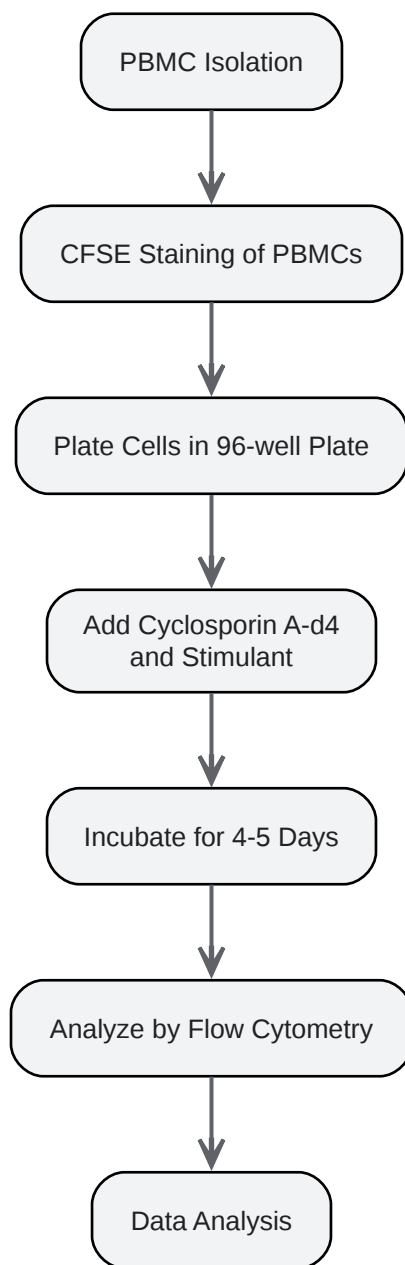 PBMC Isolation
CFSE Staining of PBMCs
Plate Cells in 96-well Plate
Add Cyclosporin A-d4
and Stimulant
Incubate for 4-5 Days
Analyze by Flow Cytometry
Data Analysis